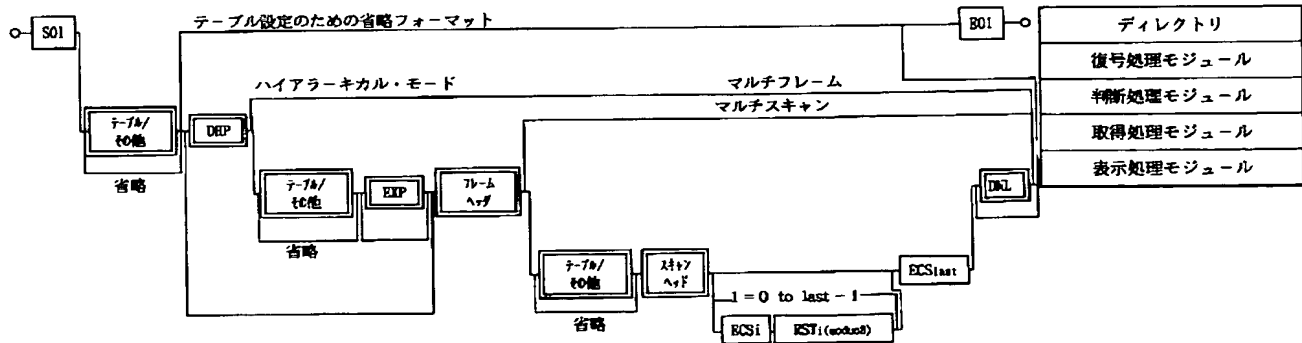 テーブル設定のための省略フォーマット
S01
E01
ディレクトリ
復号処理モジュール
ハイアラーキカル・モード
マルチフレーム
判断処理モジュール
マルチスキャン
テーブル/
その他
DHP
取得処理モジュール
省略
表示処理モジュール
テーブル/
その他
EXP
フレーム
ヘッダ
DNL
省略
テーブル/
その他
スキャン
ヘッド
ECSlast
1 = 0 to last - 1
省略
ECSi
RSTi(moduo8)